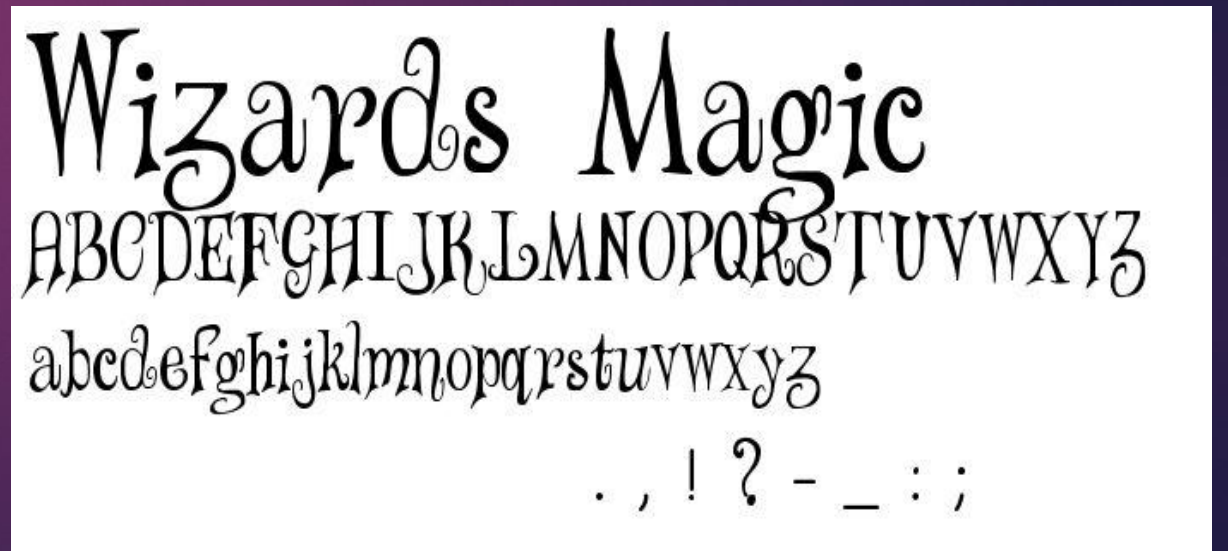 Wizards Magic
ABCDEFGHIJKLMNOPQRSTUVWXYZ
abcdefghijklmnopqrstuvwxyz
. , ! ? - _ : ;